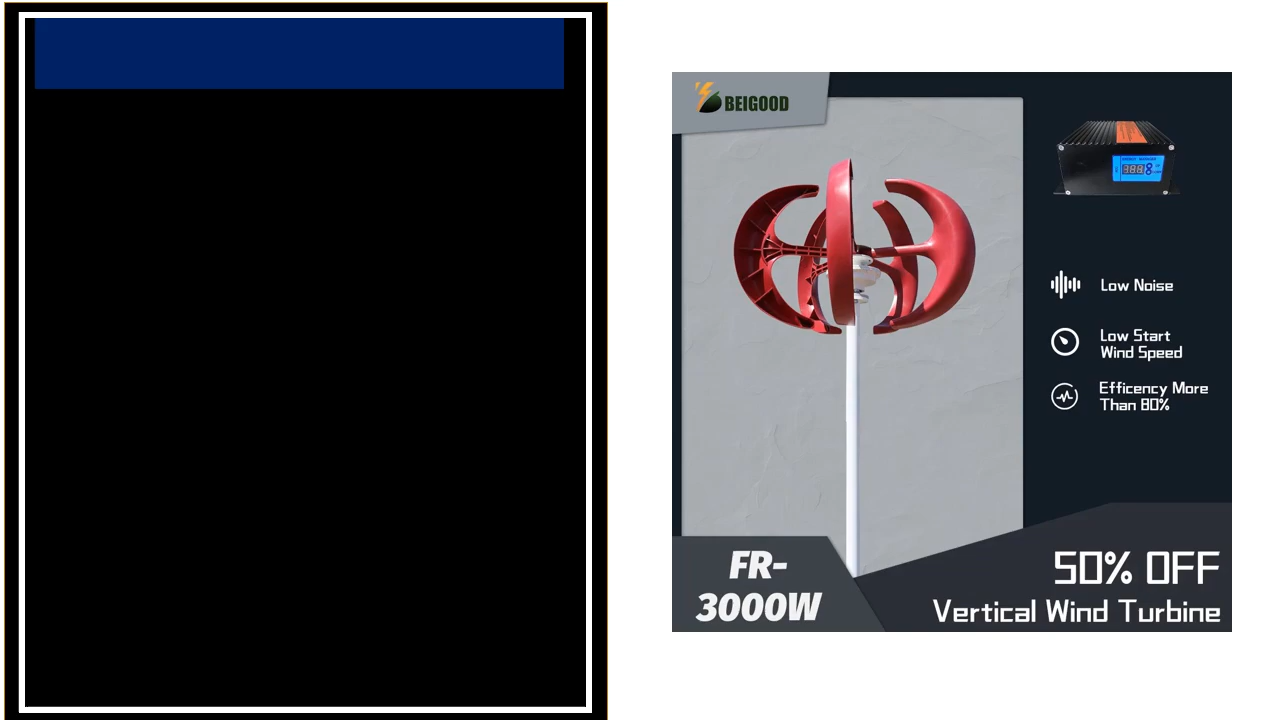 BEIGOOD
Low Noise
Low Start
Wind Speed
Efficency More
Than 80%
FR-
3000W
50% OFF
Vertical Wind Turbine